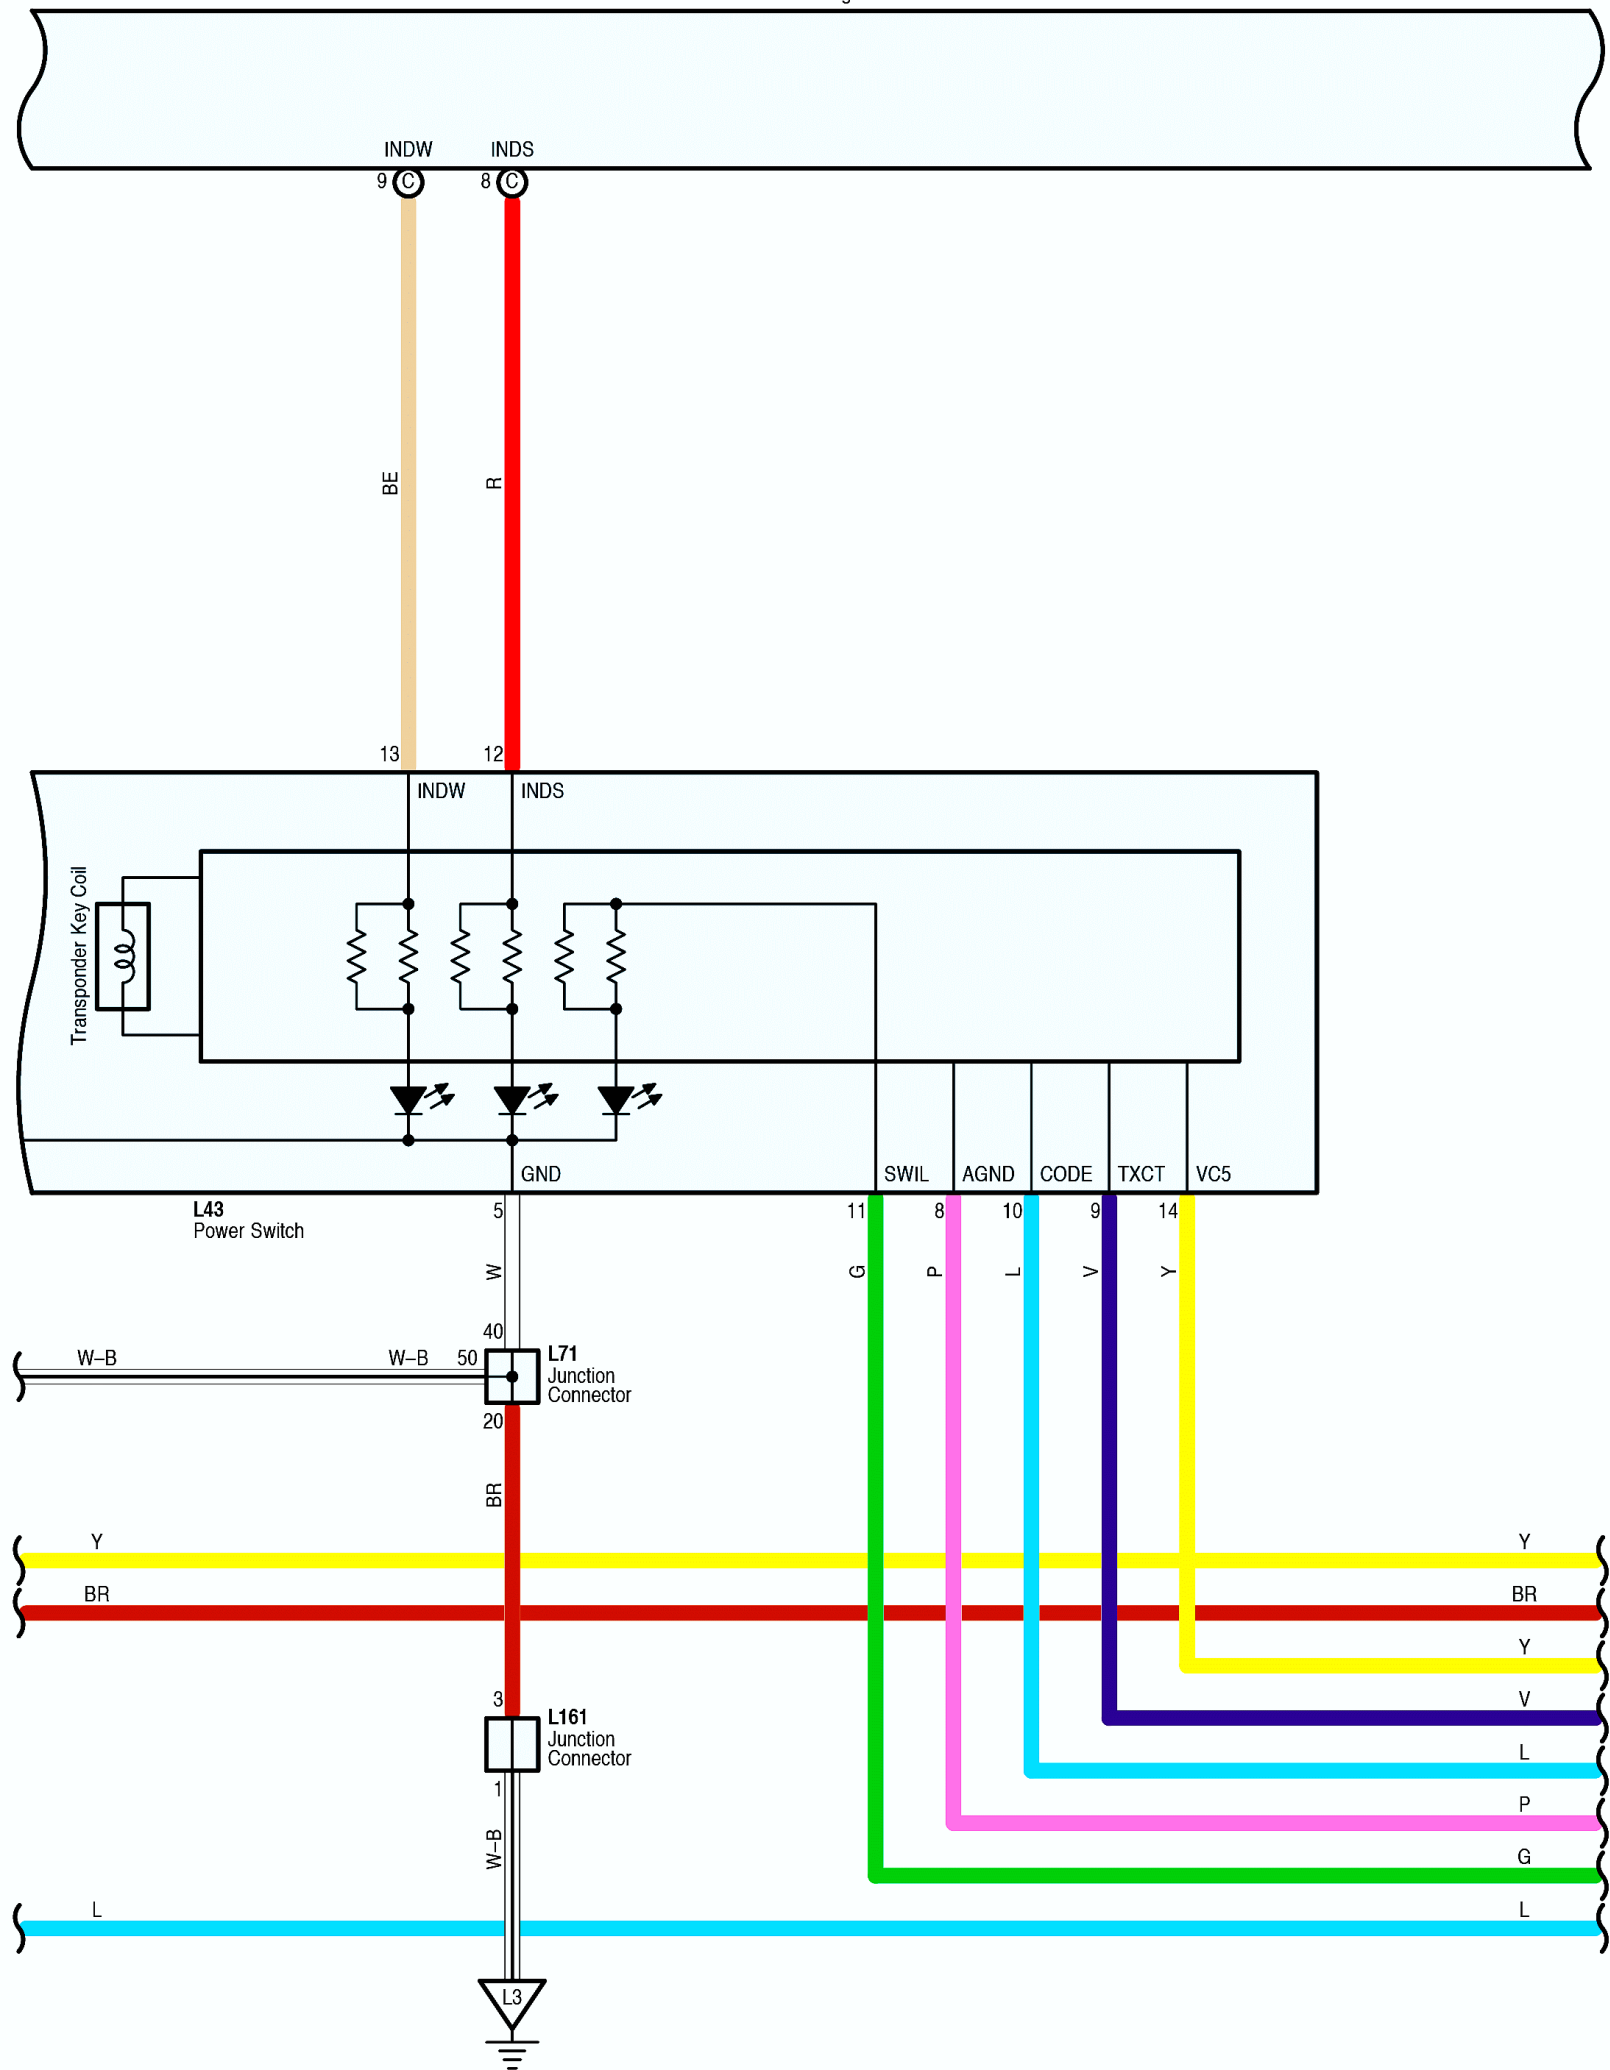 INDW INDS
9 C 8 C
BE R
13 12
INDW INDS
Transponder Key Coil
GND SWIL AGND CODE TXCT VC5
L43
Power Switch
5 11 8 10 9 14
W G P L V Y
40
W–B W–B 50
L71
Junction
Connector
20
BR
Y Y
BR BR
Y
3 V
L161
Junction
Connector
L
1
P
W–B G
L L
L3